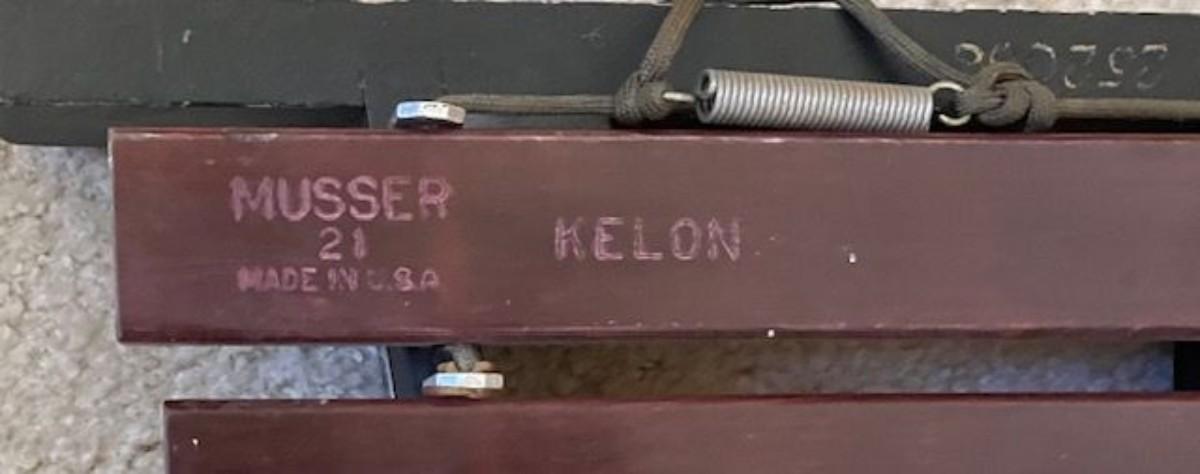 MUSSER
21
MADE IN U.S.A
KELON